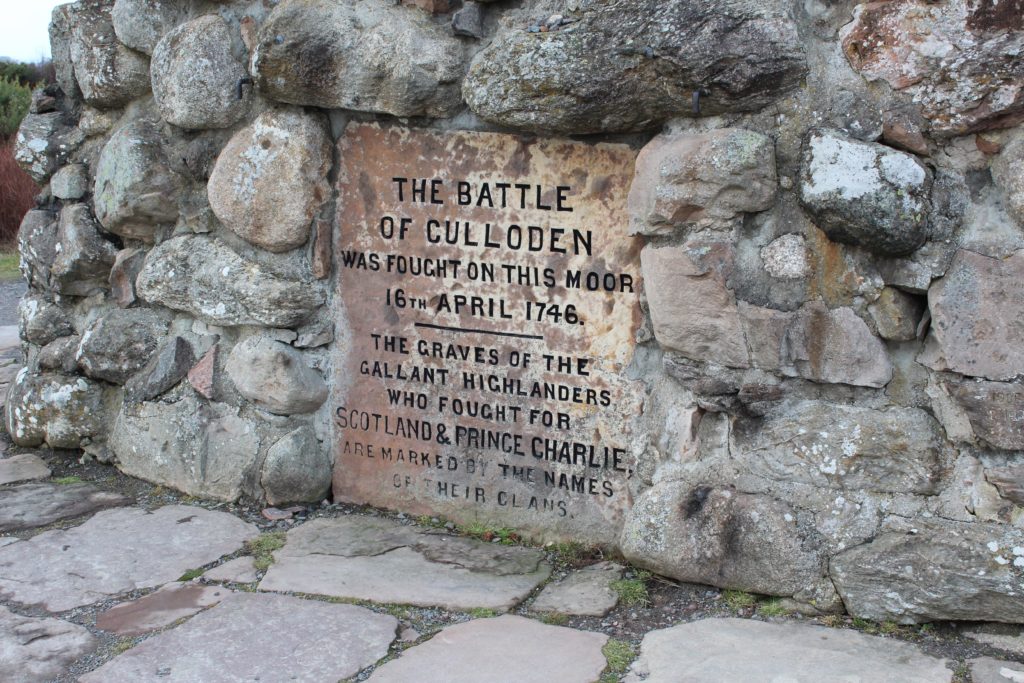 THE BATTLE
OF CULLODEN
WAS FOUGHT ON THIS MOOR
16TH APRIL 1746.
THE GRAVES OF THE
GALLANT HIGHLANDERS
WHO FOUGHT FOR
SCOTLAND & PRINCE CHARLIE,
ARE MARKED BY THE NAMES
OF THEIR CLANS.